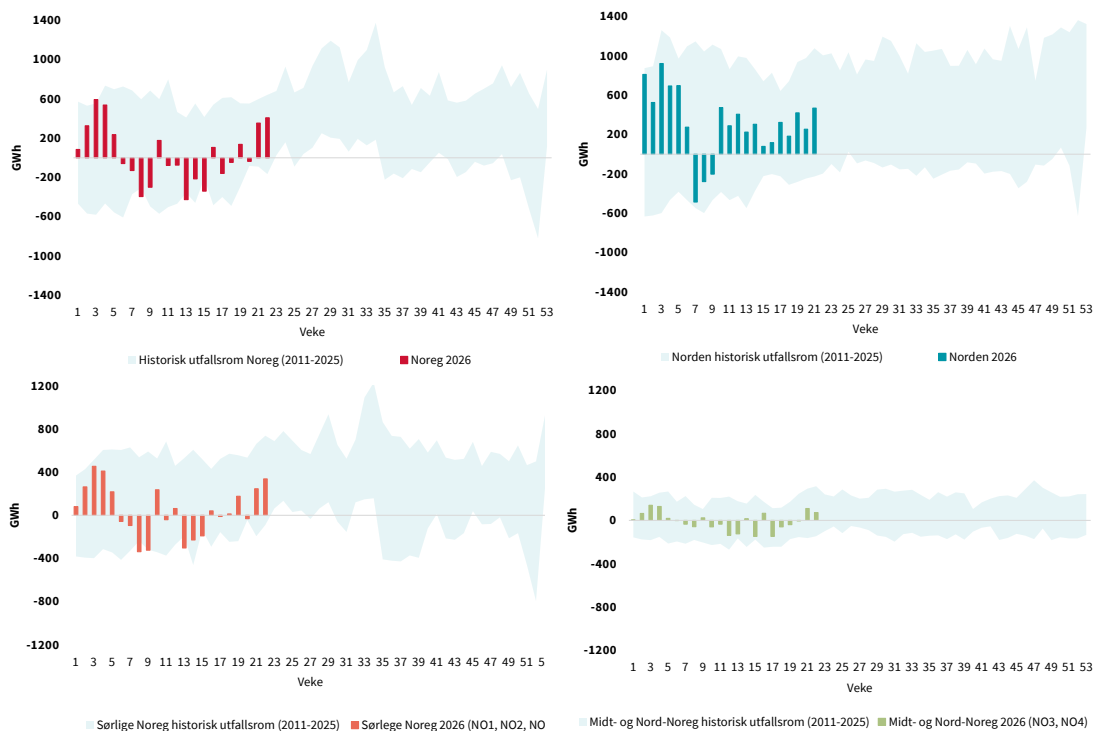 1400
1000
600
200
-200
-600
-1000
-1400
GWh
1 3 5 7 9 11 13 15 17 19 21 23 25 27 29 31 33 35 37 39 41 43 45 47 49 51 53
Veke
Historisk utfallsrom Noreg (2011-2025) Noreg 2026
1400
1000
600
200
-200
-600
-1000
-1400
GWh
1 3 5 7 9 11 13 15 17 19 21 23 25 27 29 31 33 35 37 39 41 43 45 47 49 51 53
Veke
Norden historisk utfallsrom (2011-2025) Norden 2026
1200
800
400
0
-400
-800
-1200
GWh
1 3 5 7 9 11 13 15 17 19 21 23 25 27 29 31 33 35 37 39 41 43 45 47 49 51 5
Veke
Sørlige Noreg historisk utfallsrom (2011-2025) Sørlege Noreg 2026 (NO1, NO2, NO
1200
800
400
0
-400
-800
-1200
GWh
1 3 5 7 9 11 13 15 17 19 21 23 25 27 29 31 33 35 37 39 41 43 45 47 49 51 53
Veke
Midt- og Nord-Noreg historisk utfallsrom (2011-2025) Midt- og Nord-Noreg 2026 (NO3, NO4)